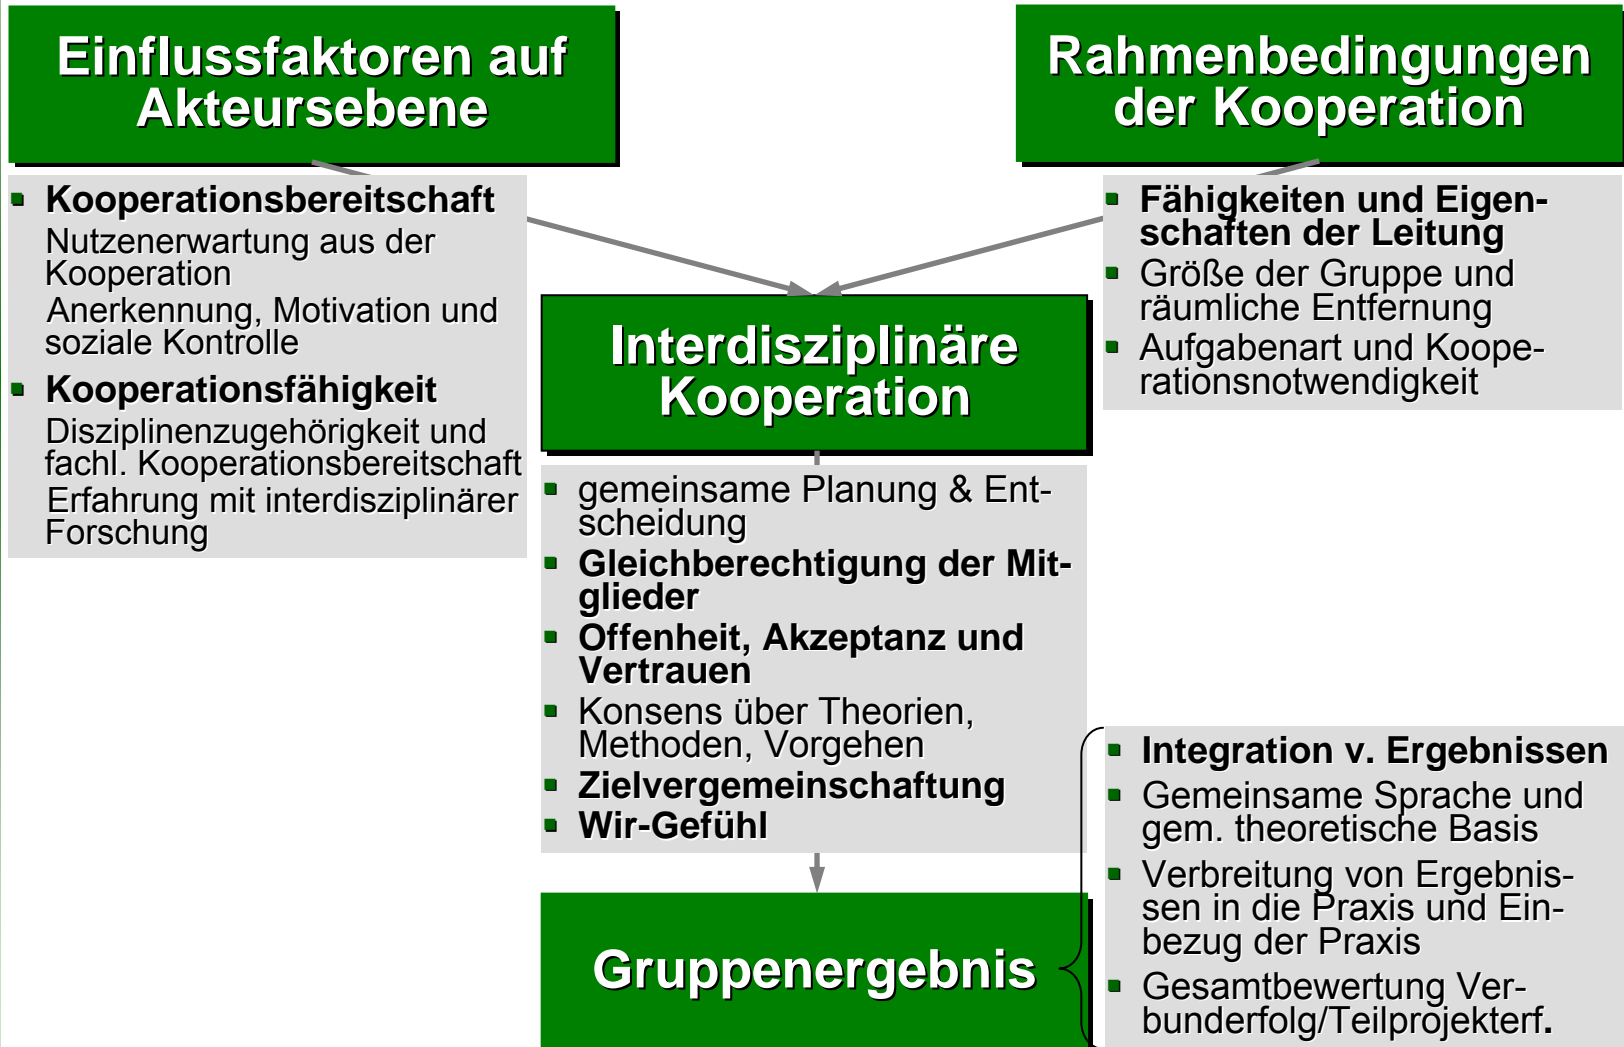 Einflussfaktoren auf
Akteursebene
Kooperationsbereitschaft
Nutzenerwartung aus der
Kooperation
Anerkennung, Motivation und
soziale Kontrolle
Kooperationsfähigkeit
Disziplinenzugehörigkeit und
fachl. Kooperationsbereitschaft
Erfahrung mit interdisziplinärer
Forschung
Rahmenbedingungen
der Kooperation
Fähigkeiten und Eigen-
schaften der Leitung
Größe der Gruppe und
räumliche Entfernung
Aufgabenart und Koope-
rationsnotwendigkeit
Interdisziplinäre
Kooperation
gemeinsame Planung & Ent-
scheidung
Gleichberechtigung der Mit-
glieder
Offenheit, Akzeptanz und
Vertrauen
Konsens über Theorien,
Methoden, Vorgehen
Zielvergemeinschaftung
Wir-Gefühl
Gruppenergebnis
Integration v. Ergebnissen
Gemeinsame Sprache und
gem. theoretische Basis
Verbreitung von Ergebnis-
sen in die Praxis und Ein-
bezug der Praxis
Gesamtbewertung Ver-
bunderfolg/Teilprojekterf.